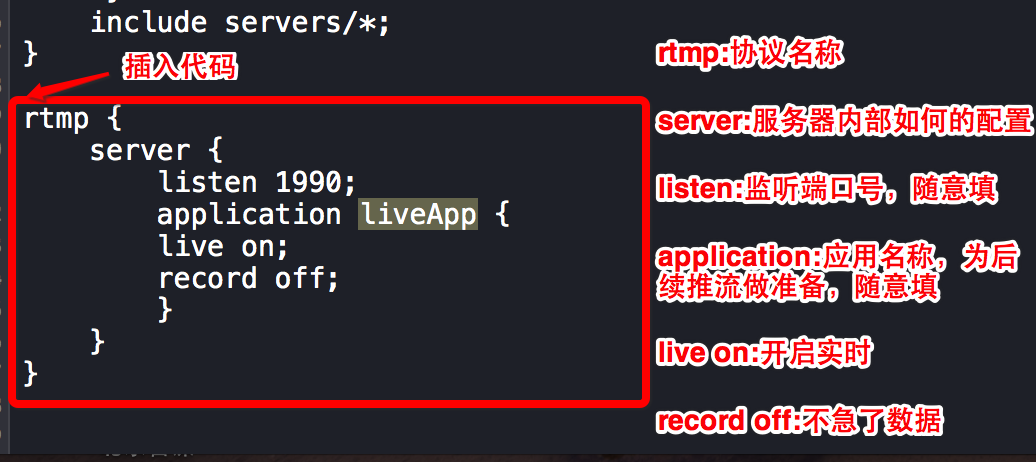 include servers/*;
}
rtmp:协议名称
插入代码
rtmp {
server:服务器内部如何的配置
server {
listen 1990;
listen:监听端口号，随意填
application liveApp {
live on;
application:应用名称，为后
续推流做准备，随意填
record off;
}
}
live on:开启实时
}
record off:不急了数据